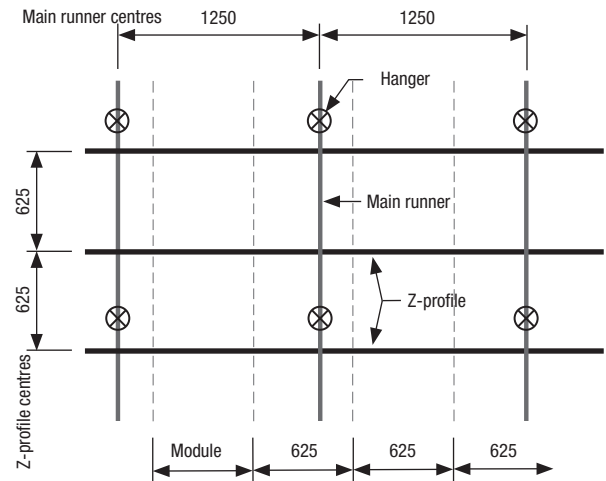 Main runner centres
1250
1250
Hanger
625
Main runner
625
Z-profile
Z-profile centres
Module
625
625
625